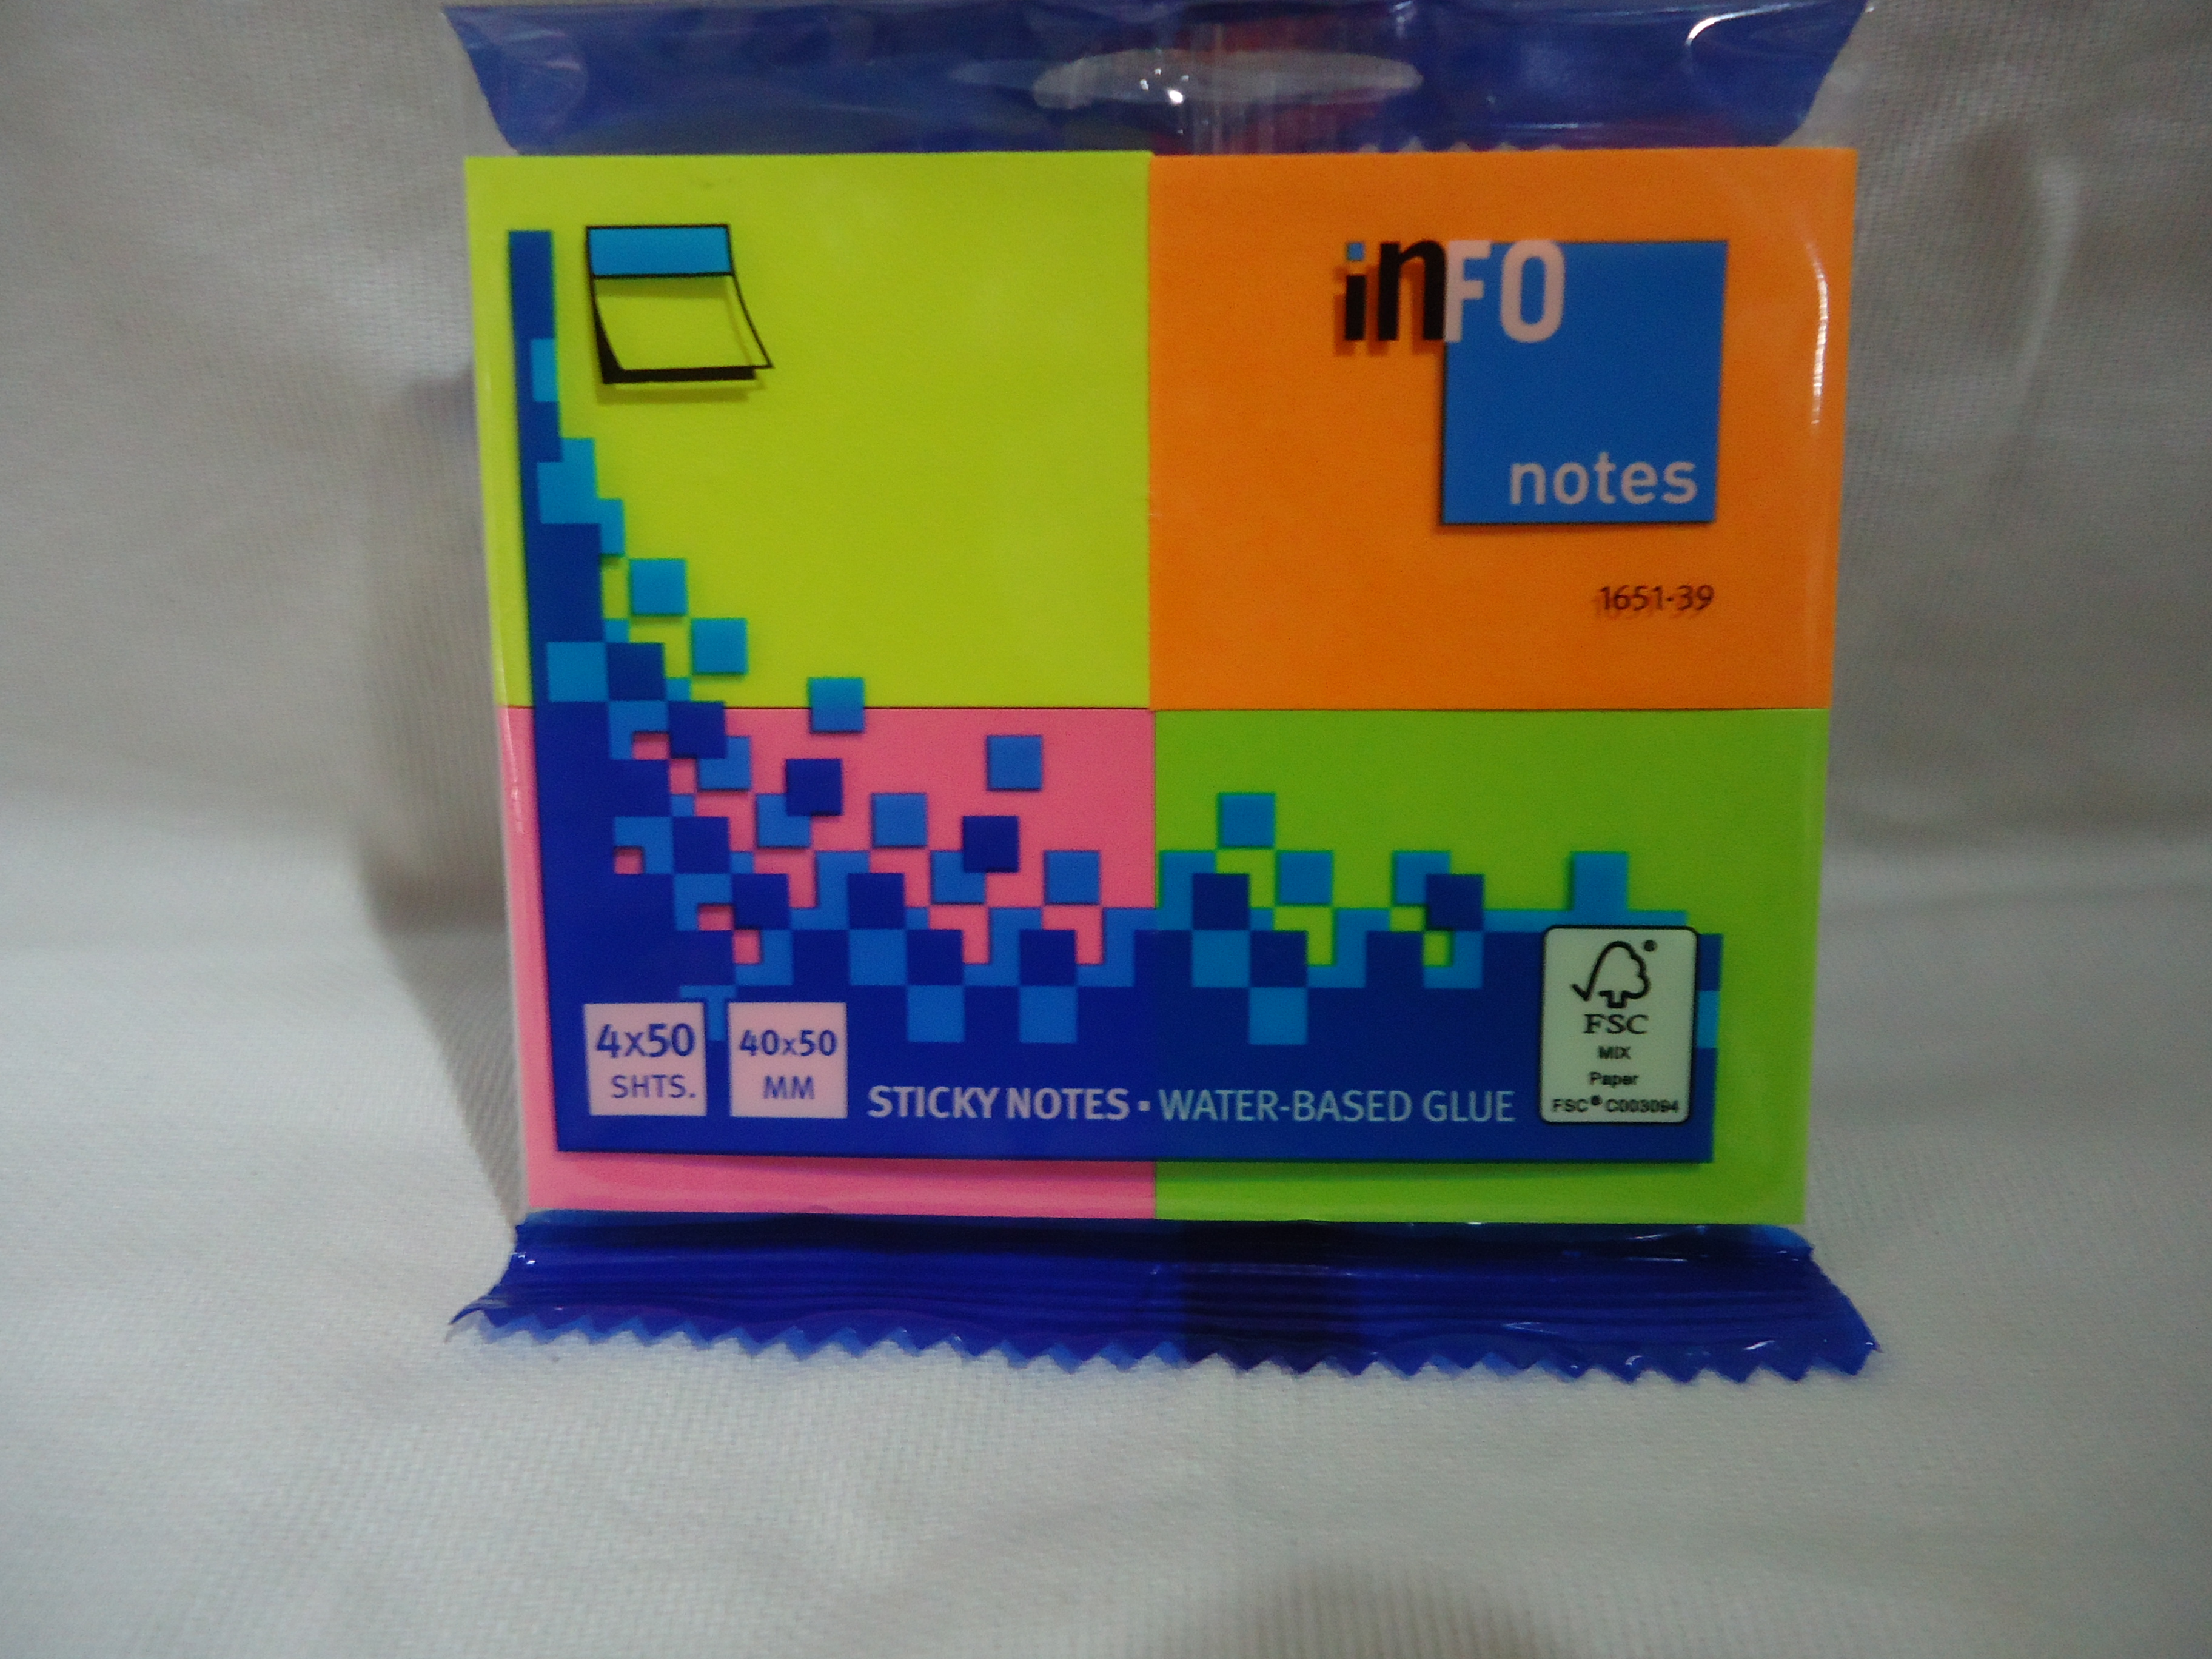 inFO
notes
1651-39
4x50
SHTS.
40x50
MM
STICKY NOTES ▪ WATER-BASED GLUE
®
FSC
MIX
Paper
FSC® C003094